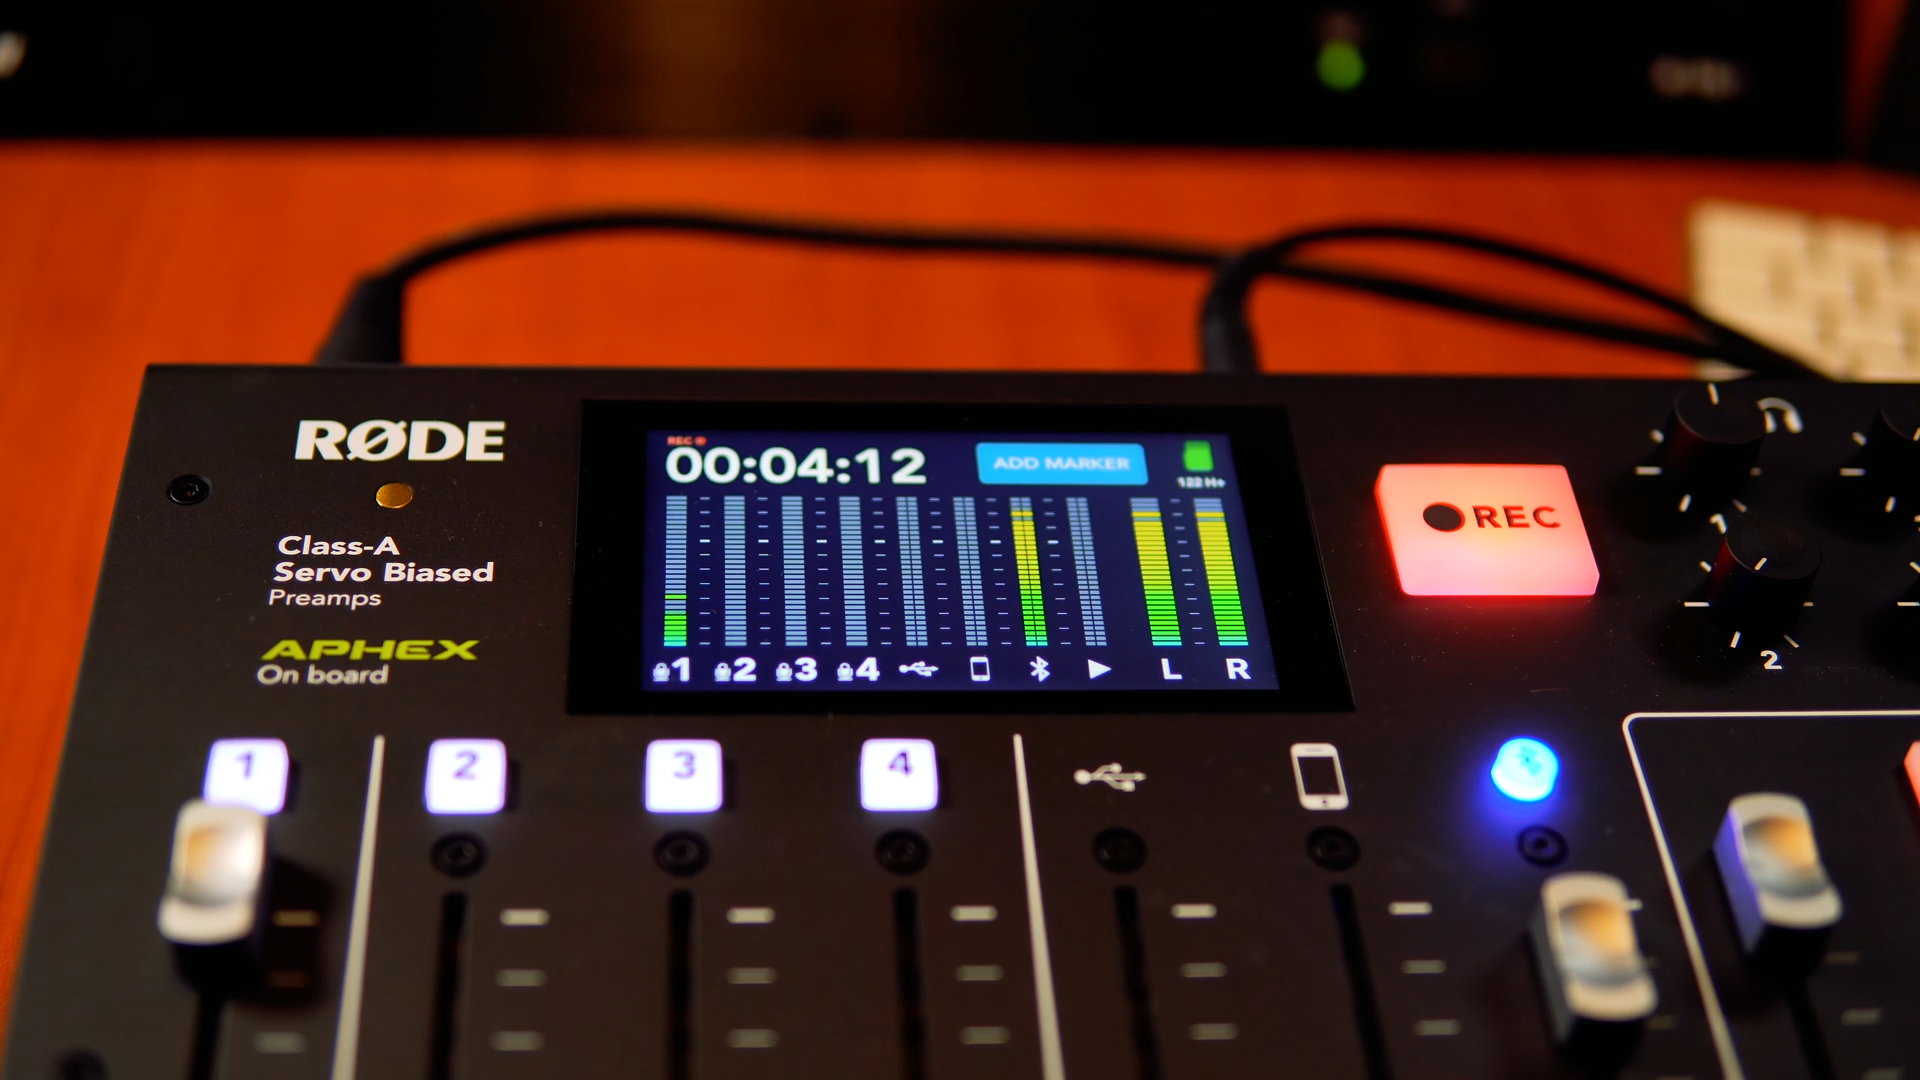 RØDE
Class-A
Servo Biased
Preamps
APHEX
On board
REC
00:04:12
ADD MARKER
122 H+
1 2 3 4 L R
REC
1
2
1 2 3 4